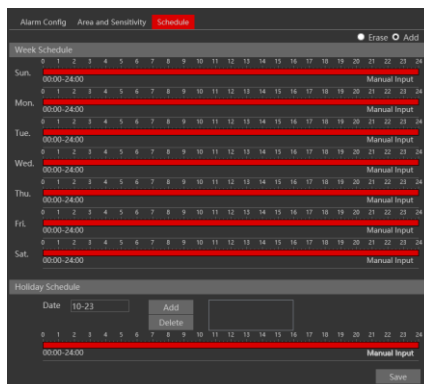 Alarm Config Area and Sensitivity Schedule
Erase Add
Week Schedule
0 1 2 3 4 5 6 7 8 9 10 11 12 13 14 15 16 17 18 19 20 21 22 23 24
Sun.
00:00-24:00 Manual Input
0 1 2 3 4 5 6 7 8 9 10 11 12 13 14 15 16 17 18 19 20 21 22 23 24
Mon.
00:00-24:00 Manual Input
0 1 2 3 4 5 6 7 8 9 10 11 12 13 14 15 16 17 18 19 20 21 22 23 24
Tue.
00:00-24:00 Manual Input
0 1 2 3 4 5 6 7 8 9 10 11 12 13 14 15 16 17 18 19 20 21 22 23 24
Wed.
00:00-24:00 Manual Input
0 1 2 3 4 5 6 7 8 9 10 11 12 13 14 15 16 17 18 19 20 21 22 23 24
Thu.
00:00-24:00 Manual Input
0 1 2 3 4 5 6 7 8 9 10 11 12 13 14 15 16 17 18 19 20 21 22 23 24
Fri.
00:00-24:00 Manual Input
0 1 2 3 4 5 6 7 8 9 10 11 12 13 14 15 16 17 18 19 20 21 22 23 24
Sat.
00:00-24:00 Manual Input
Holiday Schedule
Date 10-23 Add
Delete
0 1 2 3 4 5 6 7 8 9 10 11 12 13 14 15 16 17 18 19 20 21 22 23 24
00:00-24:00 Manual Input
Save